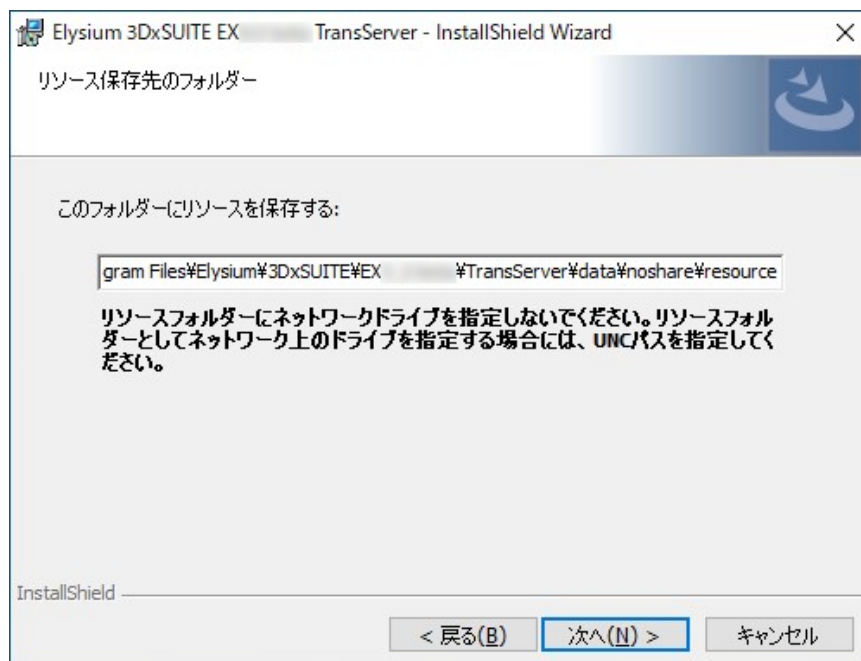 Elysium 3DxSUITE EX TransServer - InstallShield Wizard
リソース保存先のフォルダー
このフォルダーにリソースを保存する:
gram Files¥Elysium¥3DxSUITE¥EX ¥TransServer¥data¥noshare¥resource
リソースフォルダーにネットワークドライブを指定しないでください。リソースフォル
ダーとしてネットワーク上のドライブを指定する場合には、UNCパスを指定してく
ださい。
InstallShield
< 戻る(B)
次へ(N) >
キャンセル